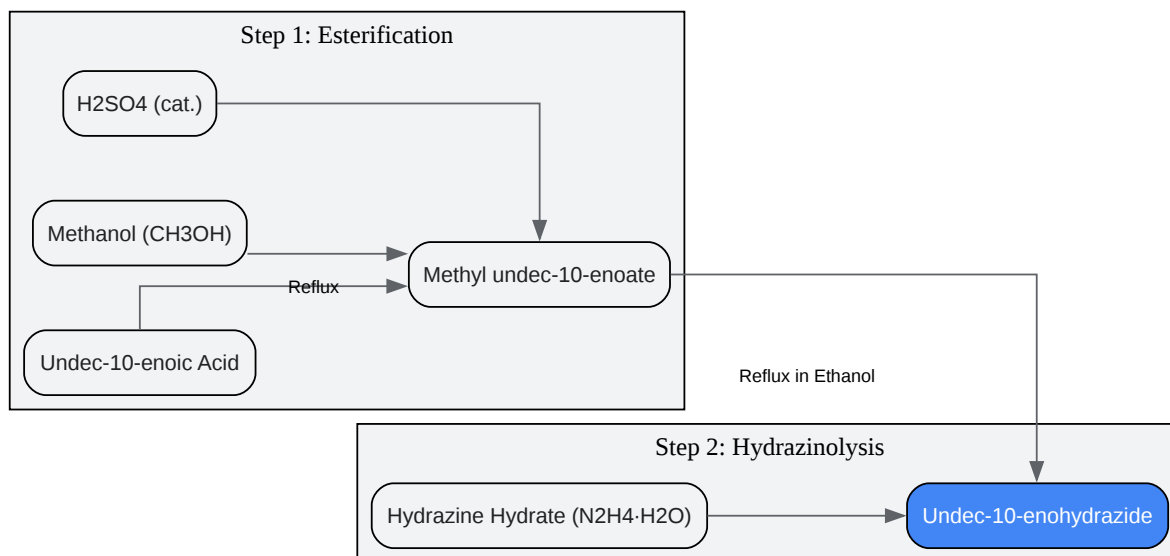 Step 1: Esterification
H2SO4 (cat.)
Methanol (CH3OH)
Methyl undec-10-enoate
Reflux
Undec-10-enoic Acid
Reflux in Ethanol
Step 2: Hydrazinolysis
Hydrazine Hydrate (N2H4·H2O)
Undec-10-enohydrazide